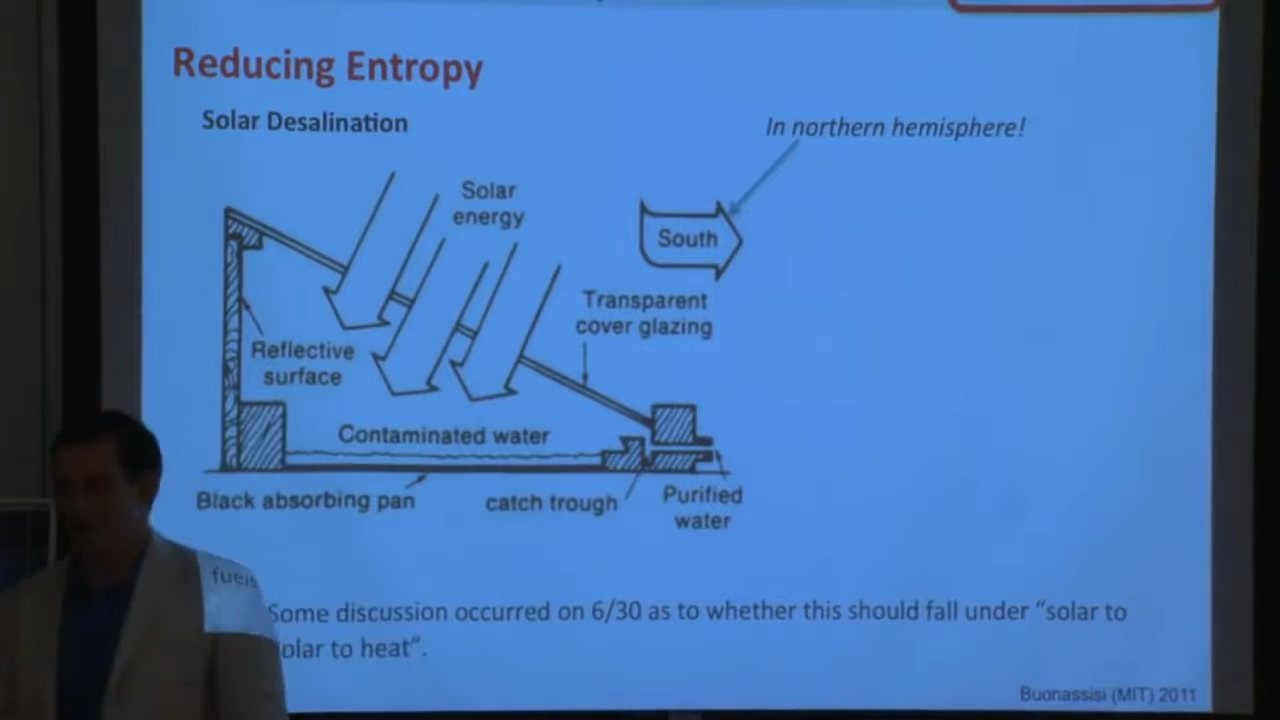 Reducing Entropy
Solar Desalination
In northern hemisphere!
Solar
energy
South
Transparent
cover glazing
Reflective
surface
Contaminated water
Black absorbing pan
catch trough
Purified
water
Some discussion occurred on 6/30 as to whether this should fall under “solar to
to heat”.
Buonassisi (MIT) 2011